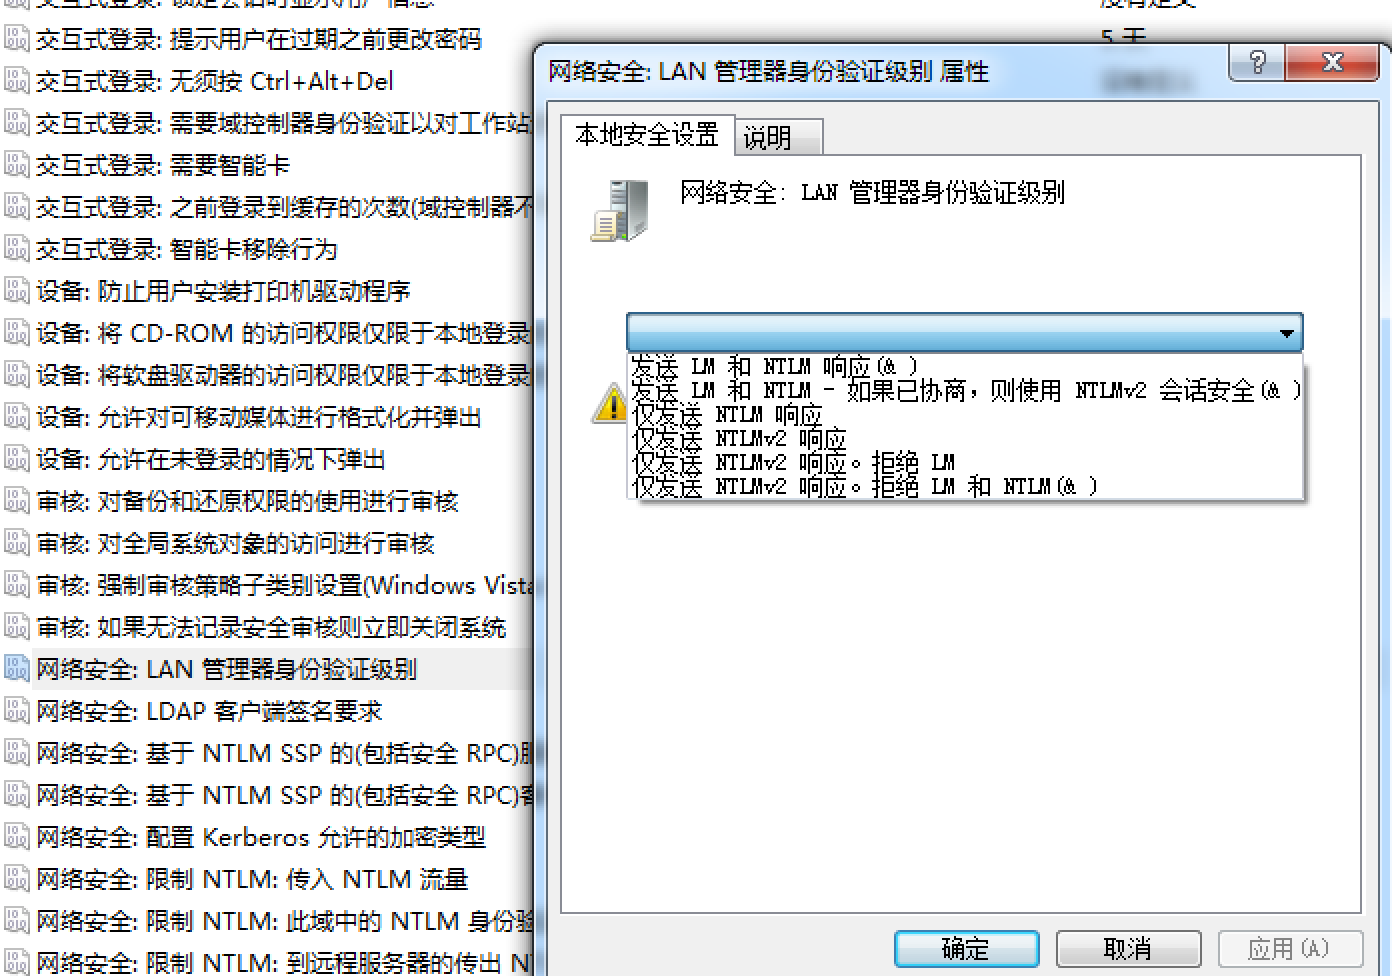 交互式登录: 锁定会话时显示用户信息
没有定义
交互式登录: 提示用户在过期之前更改密码
5 天
交互式登录: 无须按 Ctrl+Alt+Del
交互式登录: 需要域控制器身份验证以对工作站
交互式登录: 需要智能卡
交互式登录: 之前登录到缓存的次数(域控制器不
交互式登录: 智能卡移除行为
设备: 防止用户安装打印机驱动程序
设备: 将 CD-ROM 的访问权限仅限于本地登录
设备: 将软盘驱动器的访问权限仅限于本地登录
设备: 允许对可移动媒体进行格式化并弹出
设备: 允许在未登录的情况下弹出
审核: 对备份和还原权限的使用进行审核
审核: 对全局系统对象的访问进行审核
审核: 强制审核策略子类别设置(Windows Vista
审核: 如果无法记录安全审核则立即关闭系统
网络安全: LAN 管理器身份验证级别
网络安全: LDAP 客户端签名要求
网络安全: 基于 NTLM SSP 的(包括安全 RPC)服
网络安全: 基于 NTLM SSP 的(包括安全 RPC)客
网络安全: 配置 Kerberos 允许的加密类型
网络安全: 限制 NTLM: 传入 NTLM 流量
网络安全: 限制 NTLM: 此域中的 NTLM 身份验
网络安全: 限制 NTLM: 到远程服务器的传出 N
网络安全: LAN 管理器身份验证级别 属性
?
本地安全设置
说明
网络安全: LAN 管理器身份验证级别
发送 LM 和 NTLM 响应(& )
发送 LM 和 NTLM - 如果已协商，则使用 NTLMv2 会话安全(& )
仅发送 NTLM 响应
仅发送 NTLMv2 响应
仅发送 NTLMv2 响应。拒绝 LM
仅发送 NTLMv2 响应。拒绝 LM 和 NTLM(& )
确定
取消
应用(A)